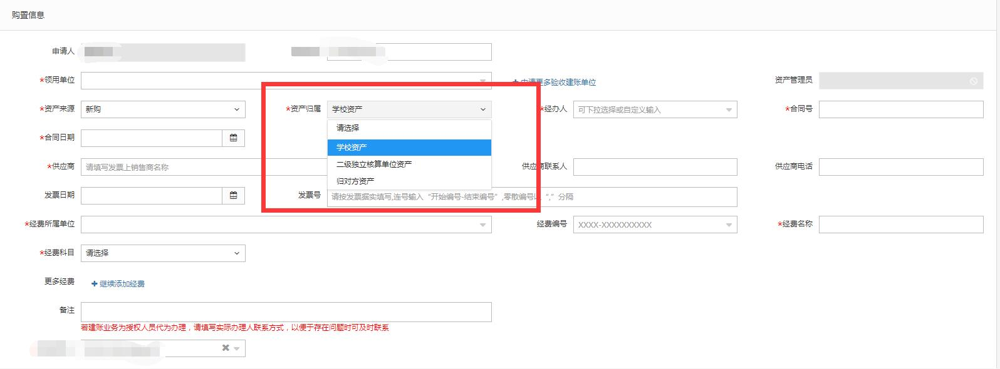 购置信息
申请人
*领用单位
申请更多验收建账单位
资产管理员
*资产来源 新购
*资产归属 学校资产
*经办人 可下拉选择或自定义输入
*合同号
请选择
学校资产
二级独立核算单位资产
归对方资产
*合同日期
*供应商 请填写发票上销售商名称
供应商联系人
供应商电话
发票日期
发票号 请按发票据实填写,连号输入“开始编号-结束编号”,零散编号以“,”分隔
*经费所属单位
经费编号 XXXX-XXXXXXXXXX
*经费名称
*经费科目 请选择
更多经费 +继续添加经费
备注
若建账业务为授权人员代为办理，请填写实际办理人联系方式，以便于存在问题时可及时联系